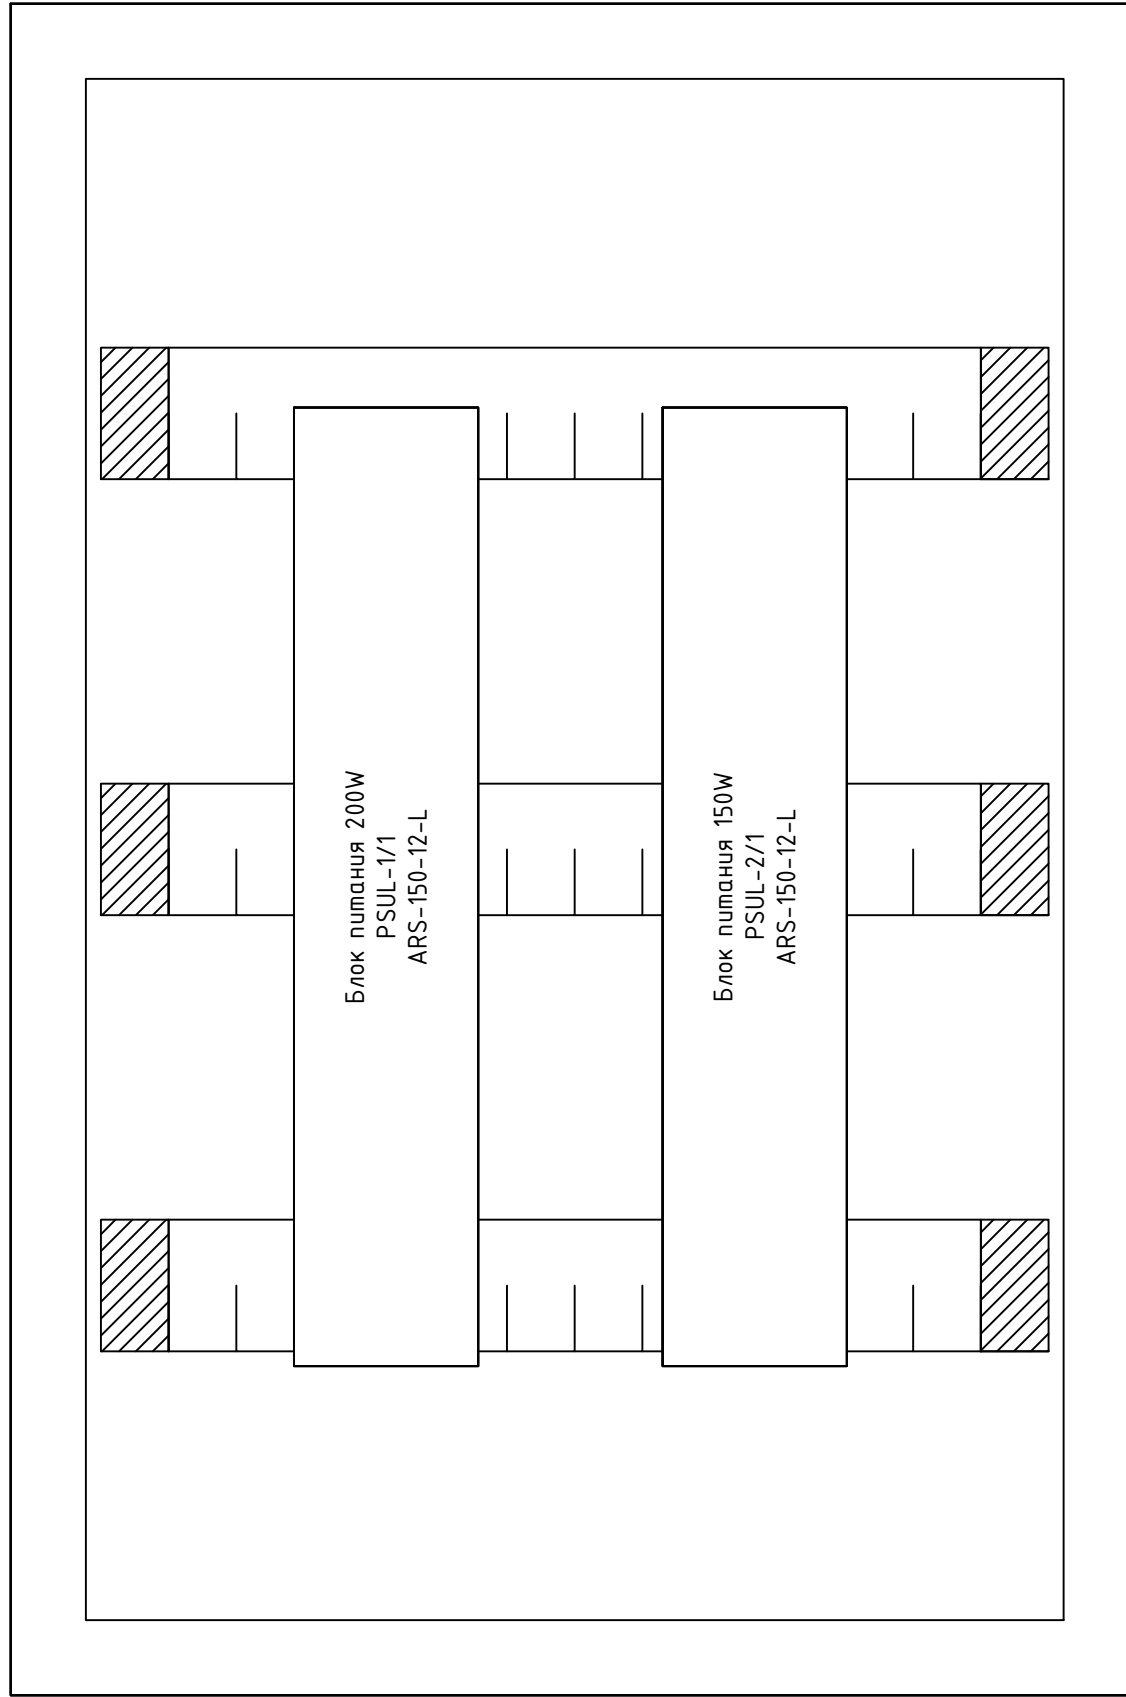 Блок питания 200W
PSUL-1/1
ARS-150-12-L
Блок питания 150W
PSUL-2/1
ARS-150-12-L